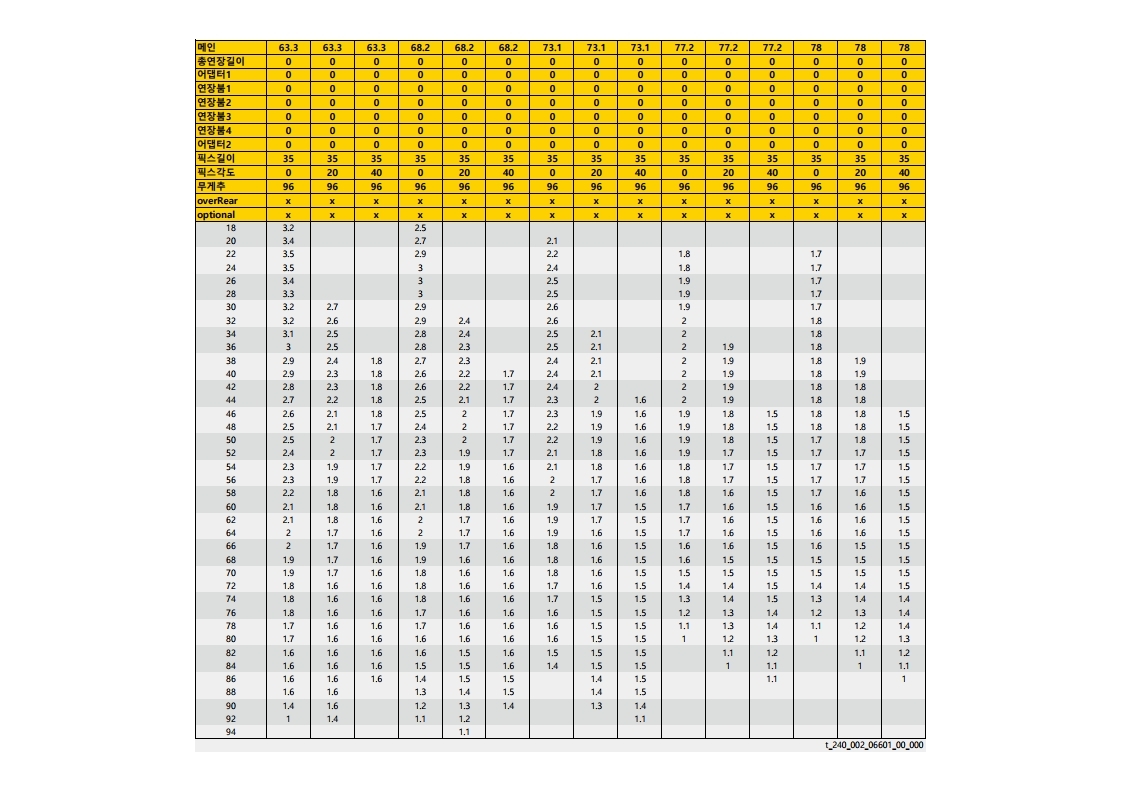 메인 63.3 63.3 63.3 68.2 68.2 68.2 73.1 73.1 73.1 77.2 77.2 77.2 78 78 78
총연장길이 0 0 0 0 0 0 0 0 0 0 0 0 0 0 0
어댑터1 0 0 0 0 0 0 0 0 0 0 0 0 0 0 0
연장붐1 0 0 0 0 0 0 0 0 0 0 0 0 0 0 0
연장붐2 0 0 0 0 0 0 0 0 0 0 0 0 0 0 0
연장붐3 0 0 0 0 0 0 0 0 0 0 0 0 0 0 0
연장붐4 0 0 0 0 0 0 0 0 0 0 0 0 0 0 0
어댑터2 0 0 0 0 0 0 0 0 0 0 0 0 0 0 0
픽스길이 35 35 35 35 35 35 35 35 35 35 35 35 35 35 35
픽스각도 0 20 40 0 20 40 0 20 40 0 20 40 0 20 40
무게추 96 96 96 96 96 96 96 96 96 96 96 96 96 96 96
overRear x x x x x x x x x x x x x x x
optional x x x x x x x x x x x x x x x
18 3.2 2.5
20 3.4 2.7 2.1
22 3.5 2.9 2.2 1.8 1.7
24 3.5 3 2.4 1.8 1.7
26 3.4 3 2.5 1.9 1.7
28 3.3 3 2.5 1.9 1.7
30 3.2 2.7 2.9 2.6 1.9 1.7
32 3.2 2.6 2.9 2.4 2.6 2 1.8
34 3.1 2.5 2.8 2.4 2.5 2.1 2 1.8
36 3 2.5 2.8 2.3 2.5 2.1 2 1.9 1.8
38 2.9 2.4 1.8 2.7 2.3 2.4 2.1 2 1.9 1.8 1.9
40 2.9 2.3 1.8 2.6 2.2 1.7 2.4 2.1 2 1.9 1.8 1.9
42 2.8 2.3 1.8 2.6 2.2 1.7 2.4 2 2 1.9 1.8 1.8
44 2.7 2.2 1.8 2.5 2.1 1.7 2.3 2 1.6 2 1.9 1.8 1.8
46 2.6 2.1 1.8 2.5 2 1.7 2.3 1.9 1.6 1.9 1.8 1.5 1.8 1.8 1.5
48 2.5 2.1 1.7 2.4 2 1.7 2.2 1.9 1.6 1.9 1.8 1.5 1.8 1.8 1.5
50 2.5 2 1.7 2.3 2 1.7 2.2 1.9 1.6 1.9 1.8 1.5 1.7 1.8 1.5
52 2.4 2 1.7 2.3 1.9 1.7 2.1 1.8 1.6 1.9 1.7 1.5 1.7 1.7 1.5
54 2.3 1.9 1.7 2.2 1.9 1.6 2.1 1.8 1.6 1.8 1.7 1.5 1.7 1.7 1.5
56 2.3 1.9 1.7 2.2 1.8 1.6 2 1.7 1.6 1.8 1.7 1.5 1.7 1.7 1.5
58 2.2 1.8 1.6 2.1 1.8 1.6 2 1.7 1.6 1.8 1.6 1.5 1.7 1.6 1.5
60 2.1 1.8 1.6 2.1 1.8 1.6 1.9 1.7 1.5 1.7 1.6 1.5 1.6 1.6 1.5
62 2.1 1.8 1.6 2 1.7 1.6 1.9 1.7 1.5 1.7 1.6 1.5 1.6 1.6 1.5
64 2 1.7 1.6 2 1.7 1.6 1.9 1.6 1.5 1.7 1.6 1.5 1.6 1.6 1.5
66 2 1.7 1.6 1.9 1.7 1.6 1.8 1.6 1.5 1.6 1.6 1.5 1.6 1.5 1.5
68 1.9 1.7 1.6 1.9 1.6 1.6 1.8 1.6 1.5 1.6 1.5 1.5 1.5 1.5 1.5
70 1.9 1.7 1.6 1.8 1.6 1.6 1.8 1.6 1.5 1.5 1.5 1.5 1.5 1.5 1.5
72 1.8 1.6 1.6 1.8 1.6 1.6 1.7 1.6 1.5 1.4 1.5 1.5 1.4 1.5 1.5
74 1.8 1.6 1.6 1.8 1.6 1.6 1.7 1.5 1.5 1.3 1.4 1.5 1.3 1.4 1.4
76 1.8 1.6 1.6 1.7 1.6 1.6 1.6 1.5 1.5 1.2 1.3 1.4 1.2 1.3 1.4
78 1.7 1.6 1.6 1.7 1.6 1.6 1.6 1.5 1.5 1.1 1.3 1.4 1.1 1.2 1.4
80 1.7 1.6 1.6 1.6 1.6 1.6 1.6 1.5 1.5 1 1.2 1.3 1 1.2 1.3
82 1.6 1.6 1.6 1.6 1.5 1.6 1.5 1.5 1.5 1.1 1.2 1.1 1.2
84 1.6 1.6 1.6 1.5 1.5 1.6 1.4 1.5 1.5 1 1.1 1 1.1
86 1.6 1.6 1.6 1.4 1.5 1.5 1.4 1.5 1.1 1
88 1.6 1.6 1.3 1.4 1.5 1.4 1.5
90 1.4 1.6 1.2 1.3 1.4 1.3 1.4
92 1 1.4 1.1 1.2 1.1
94 1.1
t_240_002_06601_00_000